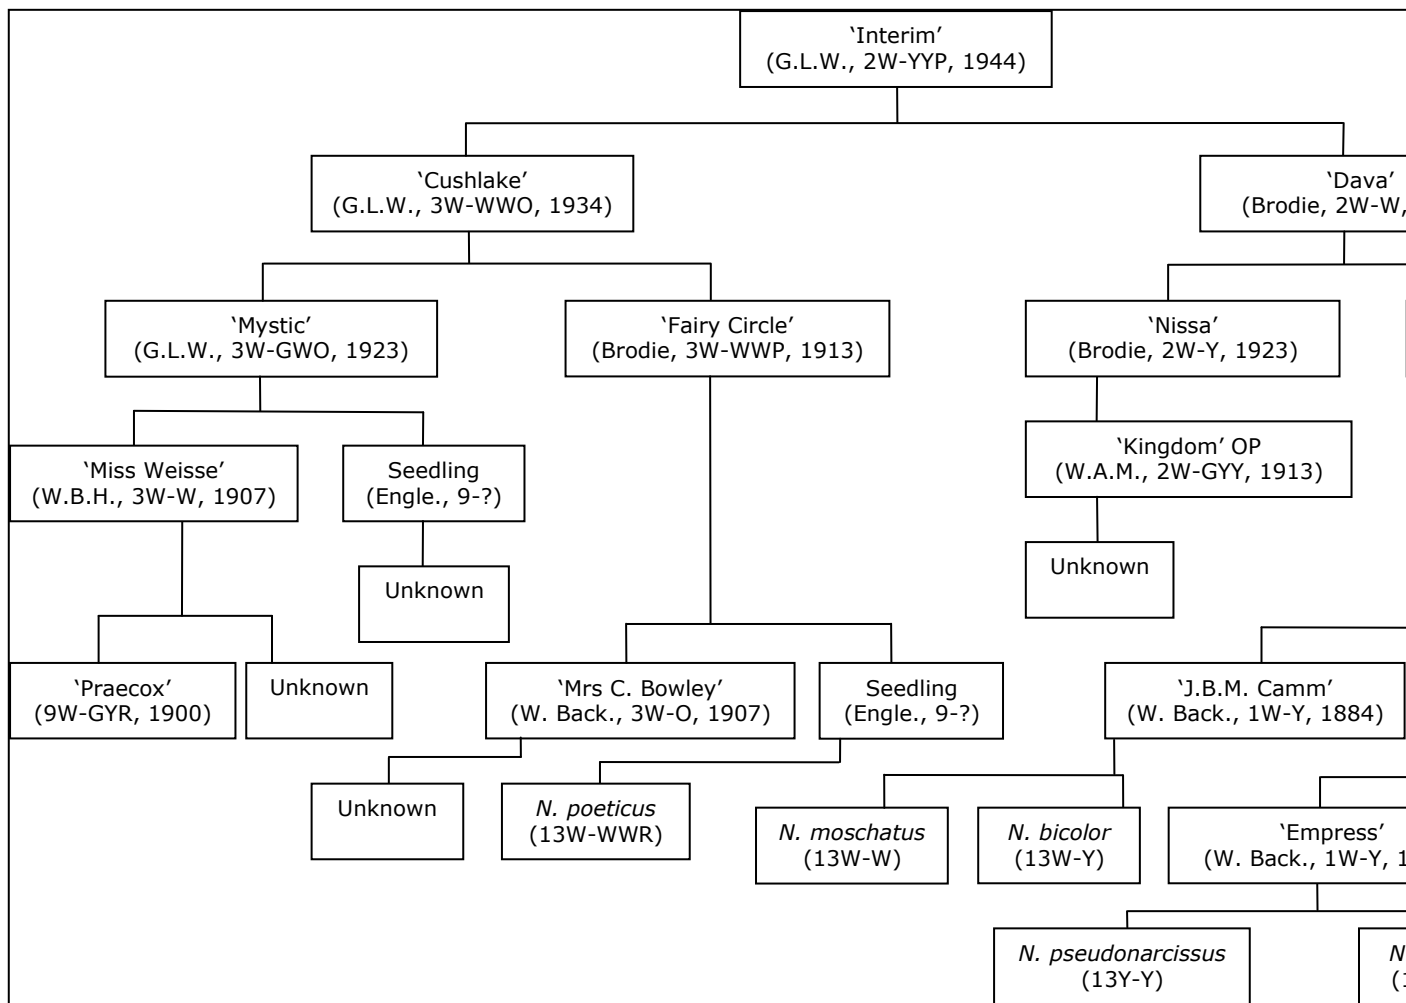 ‘Interim’
(G.L.W., 2W-YYP, 1944)
‘Cushlake’
(G.L.W., 3W-WWO, 1934)
‘Dava’
(Brodie, 2W-W,
‘Mystic’
(G.L.W., 3W-GWO, 1923)
‘Fairy Circle’
(Brodie, 3W-WWP, 1913)
‘Nissa’
(Brodie, 2W-Y, 1923)
‘Miss Weisse’
(W.B.H., 3W-W, 1907)
Seedling
(Engle., 9-?)
‘Kingdom’ OP
(W.A.M., 2W-GYY, 1913)
Unknown
Unknown
‘Praecox’
(9W-GYR, 1900)
Unknown
‘Mrs C. Bowley’
(W. Back., 3W-O, 1907)
Seedling
(Engle., 9-?)
‘J.B.M. Camm’
(W. Back., 1W-Y, 1884)
Unknown
N. poeticus
(13W-WWR)
N. moschatus
(13W-W)
N. bicolor
(13W-Y)
‘Empress’
(W. Back., 1W-Y, 1
N. pseudonarcissus
(13Y-Y)
N.